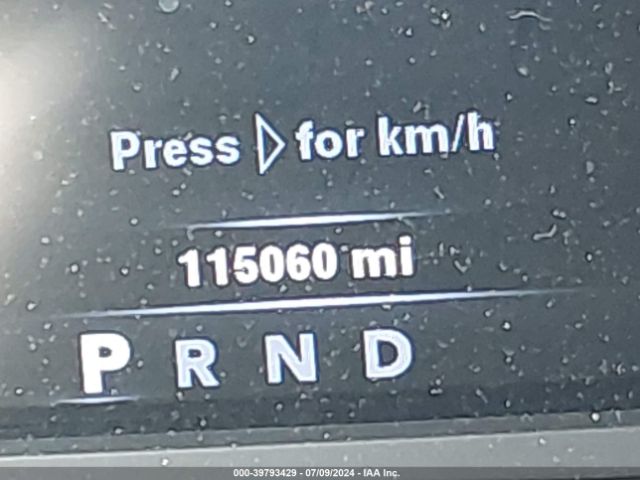 Press ▷ for km/h
115060 mi
P R N D
000-39793429 - 07/09/2024 - IAA Inc.